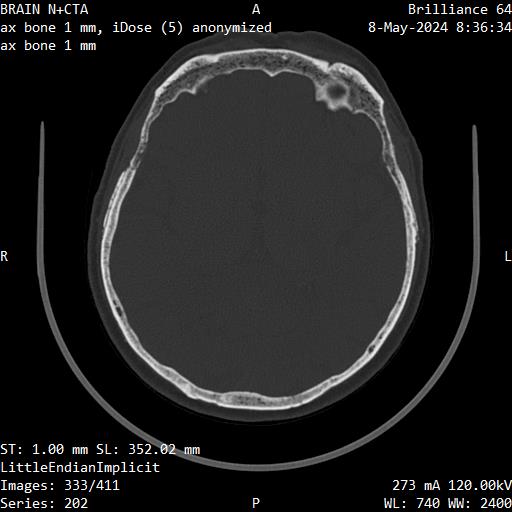 BRAIN N+CTA
A
Brilliance 64
ax bone 1 mm, iDose (5) anonymized
8-May-2024 8:36:34
ax bone 1 mm
R
L
ST: 1.00 mm SL: 352.02 mm
LittleEndianImplicit
Images: 333/411
273 mA 120.00kV
Series: 202
P
WL: 740 WW: 2400